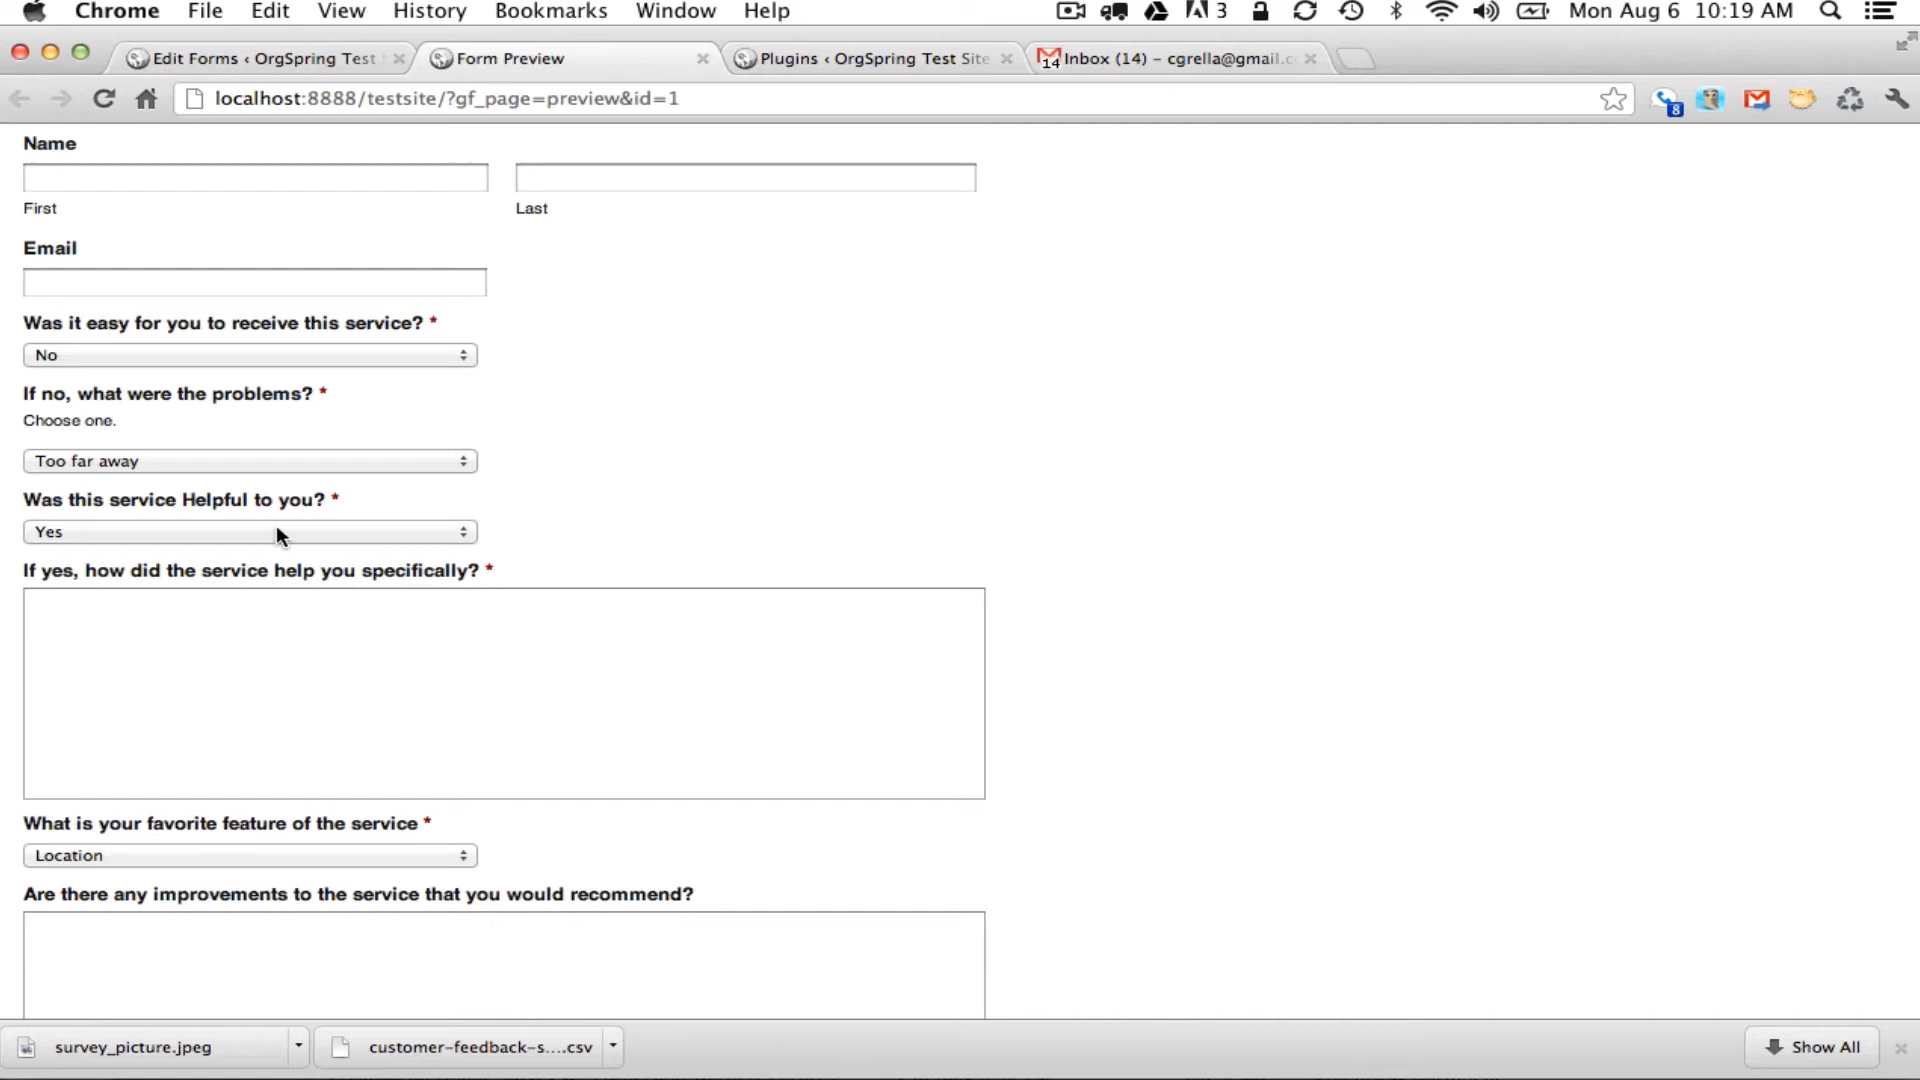 Chrome File Edit View History Bookmarks Window Help 3 Mon Aug 6 10:19 AM
Edit Forms ‹ OrgSpring Test Form Preview Plugins ‹ OrgSpring Test Site 14 Inbox (14) – cgrella@gmail.c
localhost:8888/testsite/?gf_page=preview&id=1 8
Name
First Last
Email
Was it easy for you to receive this service? *
No
If no, what were the problems? *
Choose one.
Too far away
Was this service Helpful to you? *
Yes
If yes, how did the service help you specifically? *
What is your favorite feature of the service *
Location
Are there any improvements to the service that you would recommend?
survey_picture.jpeg customer-feedback-s....csv Show All